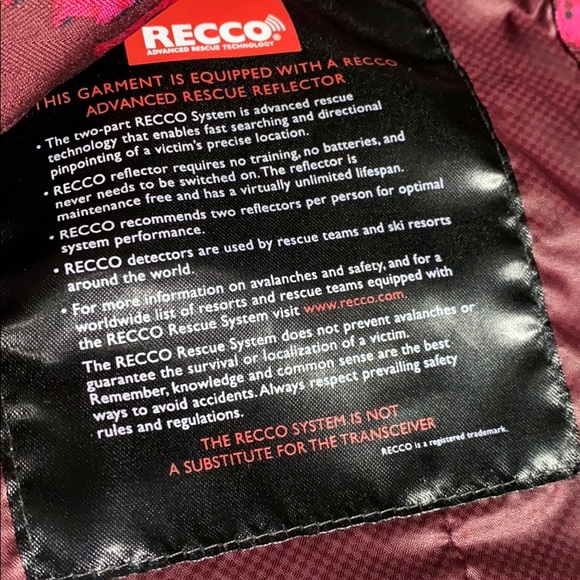 RECCO
ADVANCED RESCUE TECHNOLOGY
THIS GARMENT IS EQUIPPED WITH A RECCO
ADVANCED RESCUE REFLECTOR
• The two-part RECCO System is advanced rescue
technology that enables fast searching and directional
pinpointing of a victim's precise location.
• RECCO reflector requires no training, no batteries, and
never needs to be switched on. The reflector is
maintenance free and has a virtually unlimited lifespan.
• RECCO recommends two reflectors per person for optimal
system performance.
• RECCO detectors are used by rescue teams and ski resorts
around the world.
• For more information on avalanches and safety, and for a
worldwide list of resorts and rescue teams equipped with
the RECCO Rescue System visit www.recco.com.
The RECCO Rescue System does not prevent avalanches or
guarantee the survival or localization of a victim.
Remember, knowledge and common sense are the best
ways to avoid accidents. Always respect prevailing safety
rules and regulations.
THE RECCO SYSTEM IS NOT
A SUBSTITUTE FOR THE TRANSCEIVER
RECCO is a registered trademark.